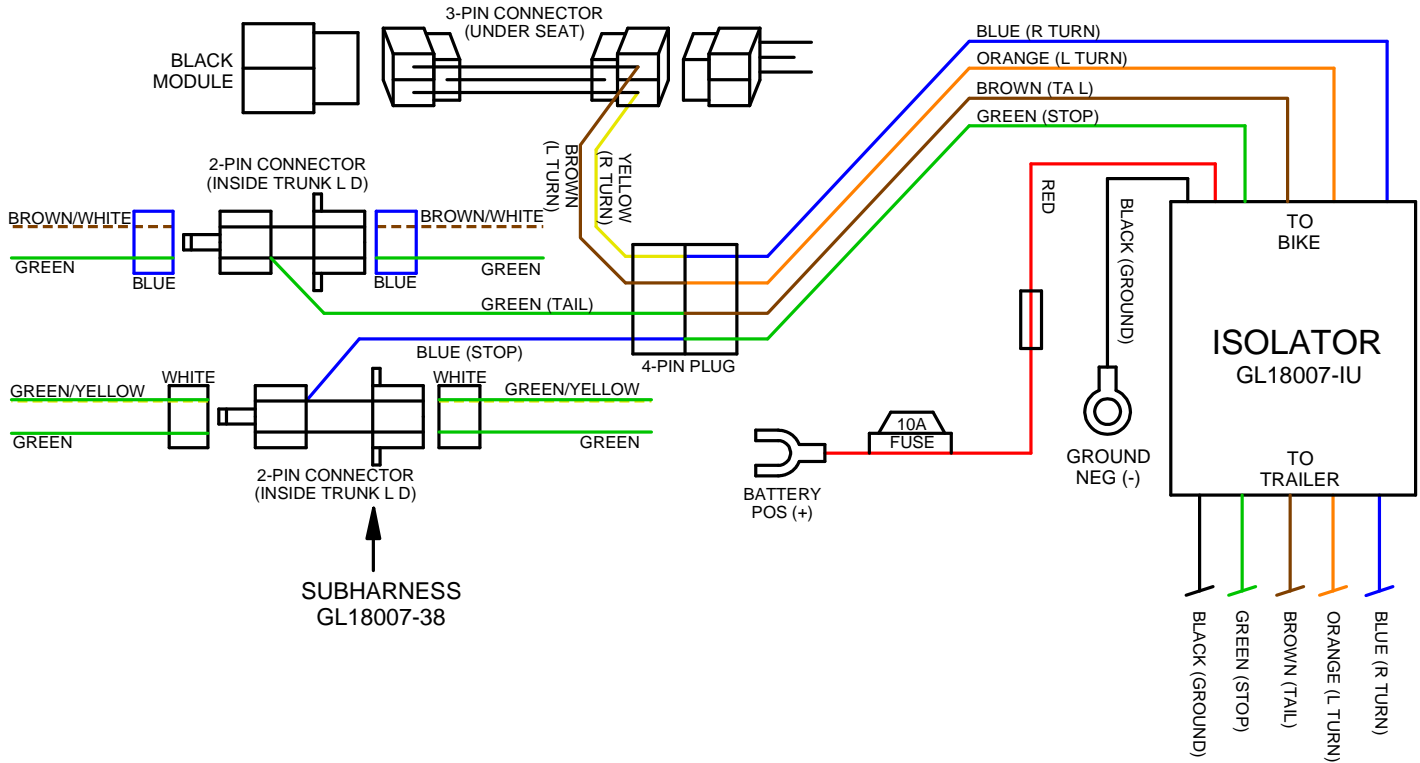 3-PIN CONNECTOR
(UNDER SEAT)
BLACK
MODULE
BLUE (R TURN)
ORANGE (L TURN)
BROWN (TA L)
GREEN (STOP)
2-PIN CONNECTOR
(INSIDE TRUNK L D)
BROWN
(L TURN)
YELLOW
(R TURN)
RED
BLACK (GROUND)
BROWN/WHITE
BROWN/WHITE
GREEN
GREEN
BLUE
BLUE
GREEN (TAIL)
TO
BIKE
ISOLATOR
GL18007-IU
BLUE (STOP)
4-PIN PLUG
WHITE
WHITE
GREEN/YELLOW
GREEN/YELLOW
GREEN
GREEN
10A
FUSE
GROUND
NEG (-)
TO
TRAILER
2-PIN CONNECTOR
(INSIDE TRUNK L D)
BATTERY
POS (+)
SUBHARNESS
GL18007-38
BLACK (GROUND)
GREEN (STOP)
BROWN (TAIL)
ORANGE (L TURN)
BLUE (R TURN)